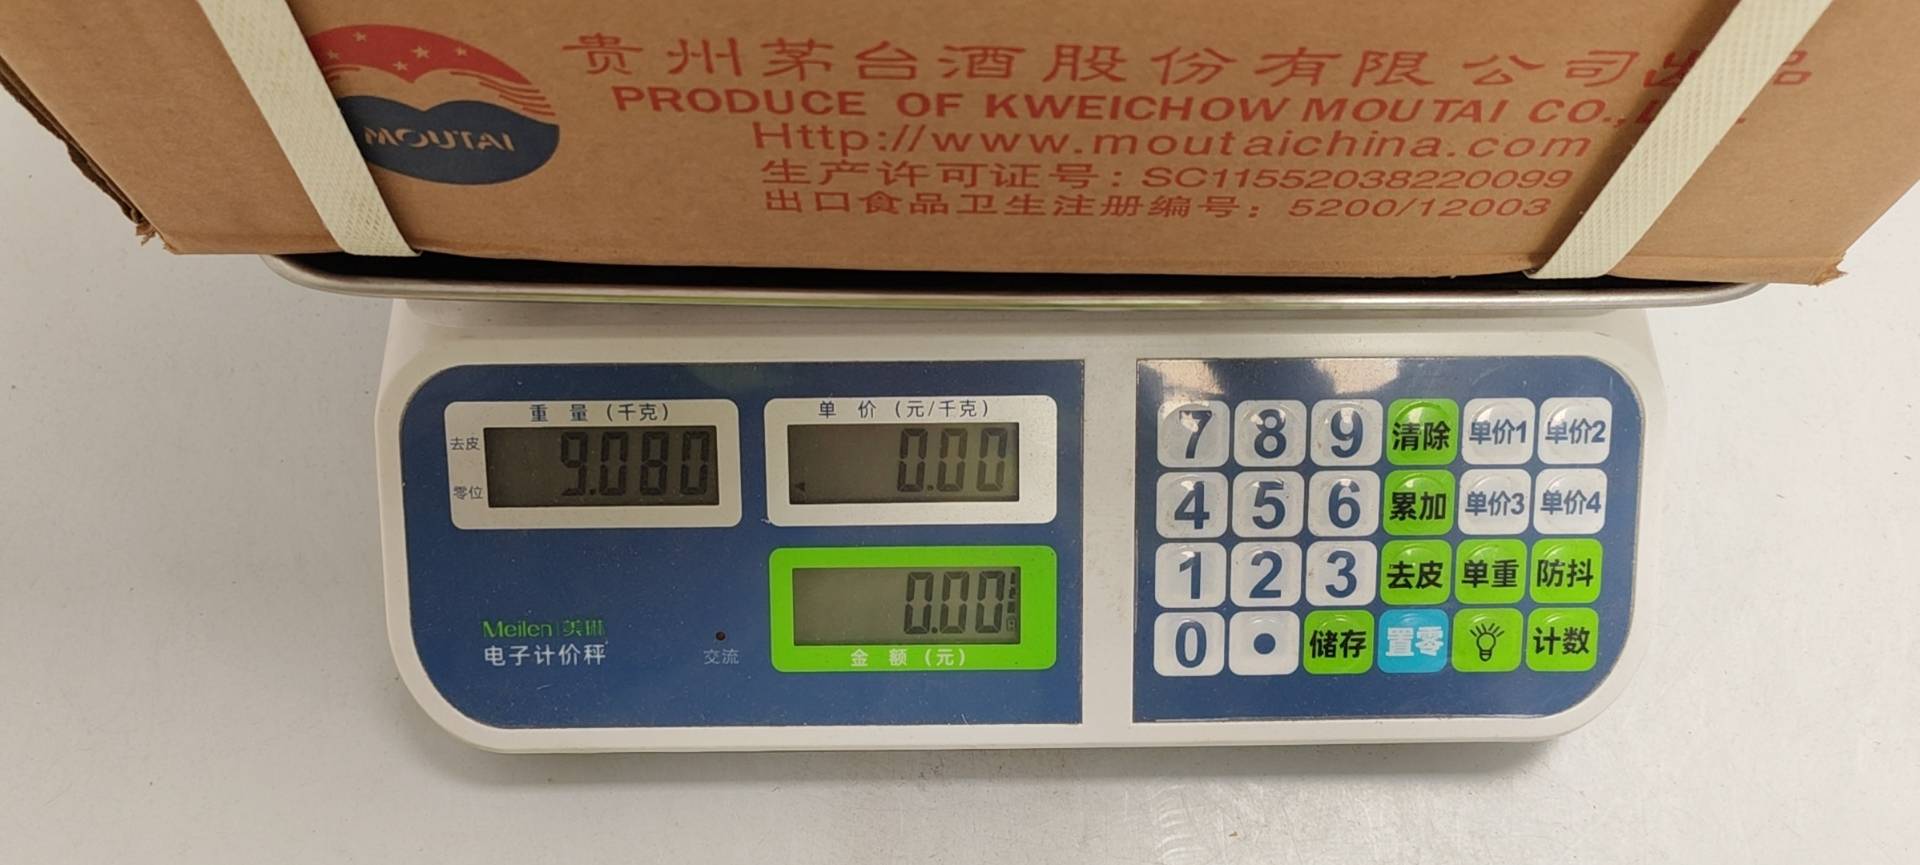 MOUTAI
贵州茅台酒股份有限公司出品
PRODUCE OF KWEICHOW MOUTAI CO.,
Http://www.moutaichina.com
生产许可证号: SC11552038220099
出口食品卫生注册编号: 5200/12003
重量(千克)
去皮
零位
9.080
单价(元/千克)
0.00
0.00
金额(元)
Meilen 美琳
电子计价秤
交流
7 8 9 清除 单价1 单价2
4 5 6 累加 单价3 单价4
1 2 3 去皮 单重 防抖
0 • 储存 置零 计数